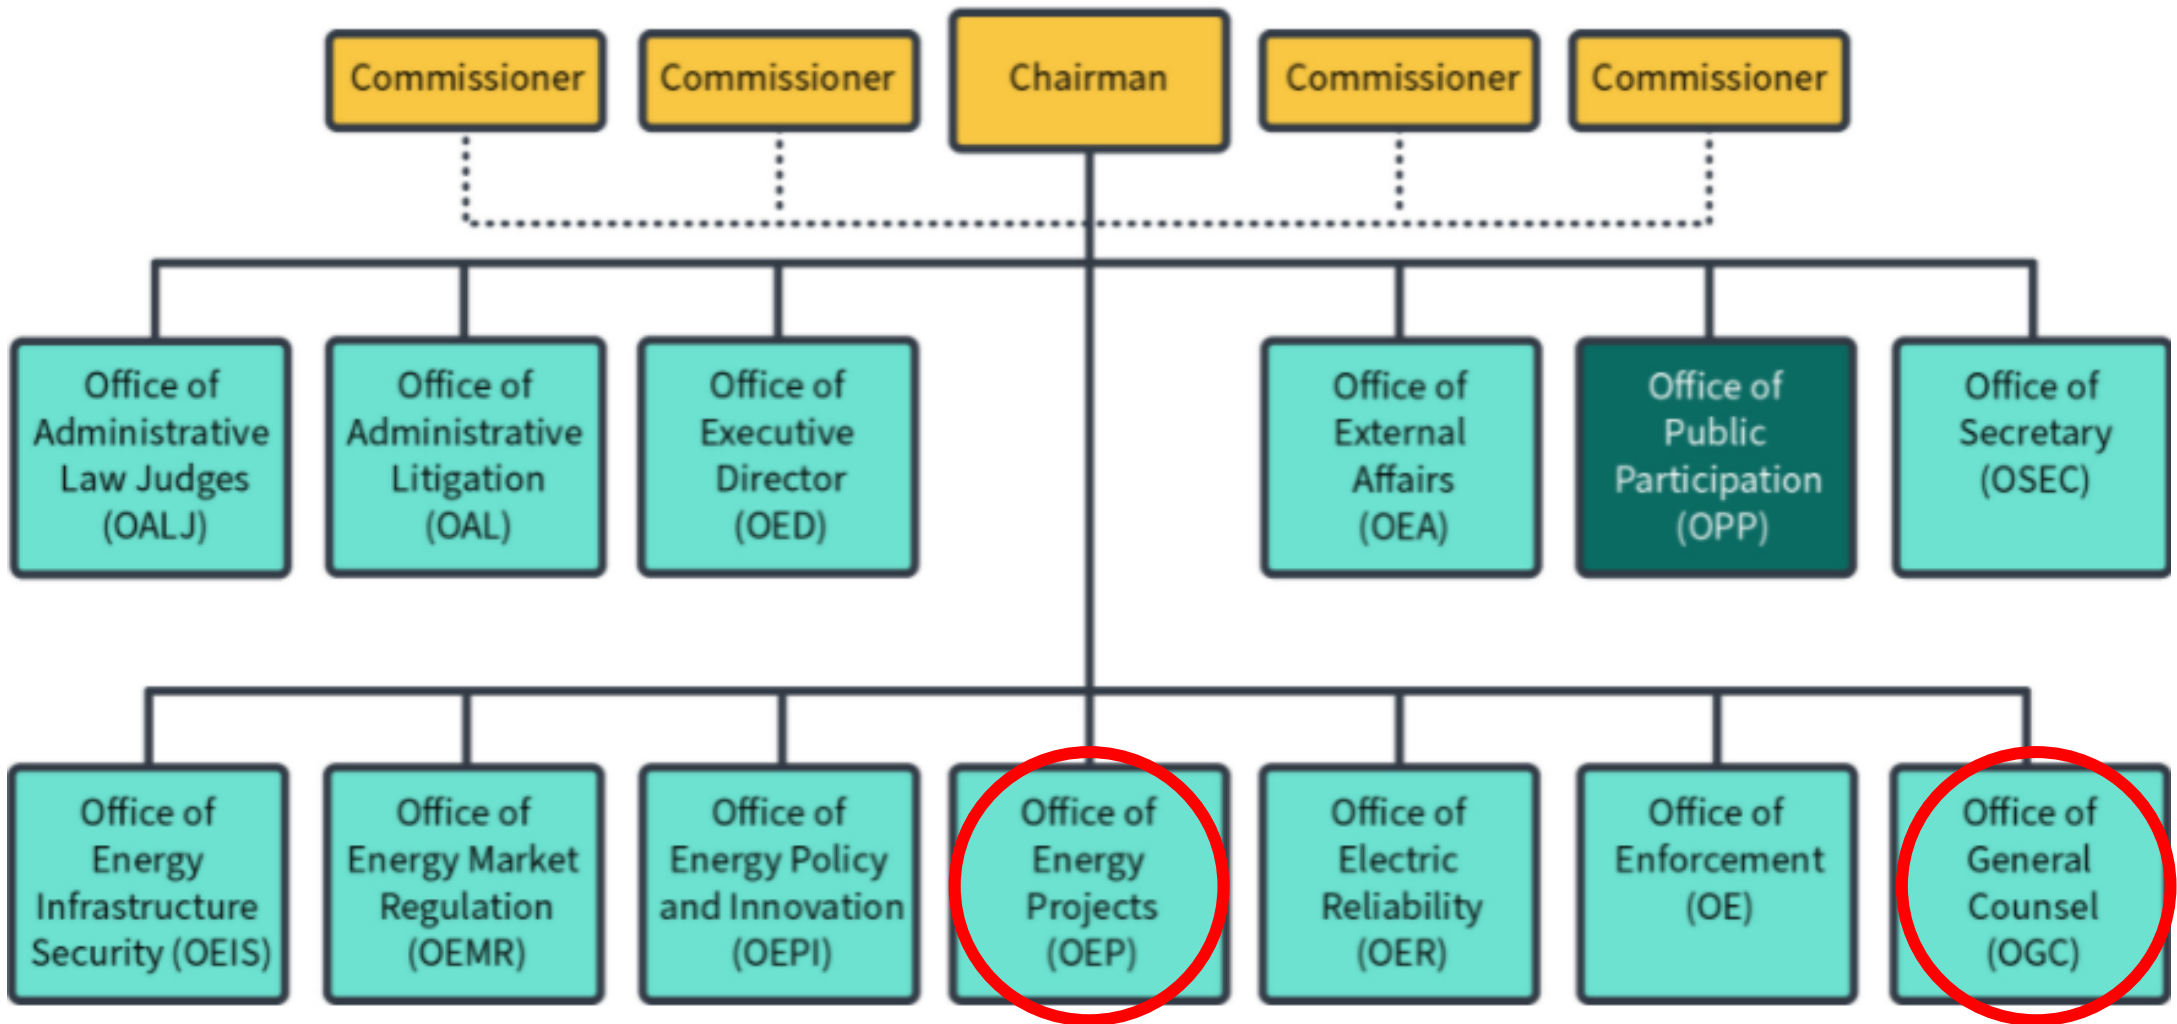 Commissioner
Commissioner
Chairman
Commissioner
Commissioner
Office of
Administrative
Law Judges
(OALJ)
Office of
Administrative
Litigation
(OAL)
Office of
Executive
Director
(OED)
Office of
External
Affairs
(OEA)
Office of
Public
Participation
(OPP)
Office of
Secretary
(OSEC)
Office of
Energy
Infrastructure
Security (OEIS)
Office of
Energy Market
Regulation
(OEMR)
Office of
Energy Policy
and Innovation
(OEPI)
Office of
Energy
Projects
(OEP)
Office of
Electric
Reliability
(OER)
Office of
Enforcement
(OE)
Office of
General
Counsel
(OGC)